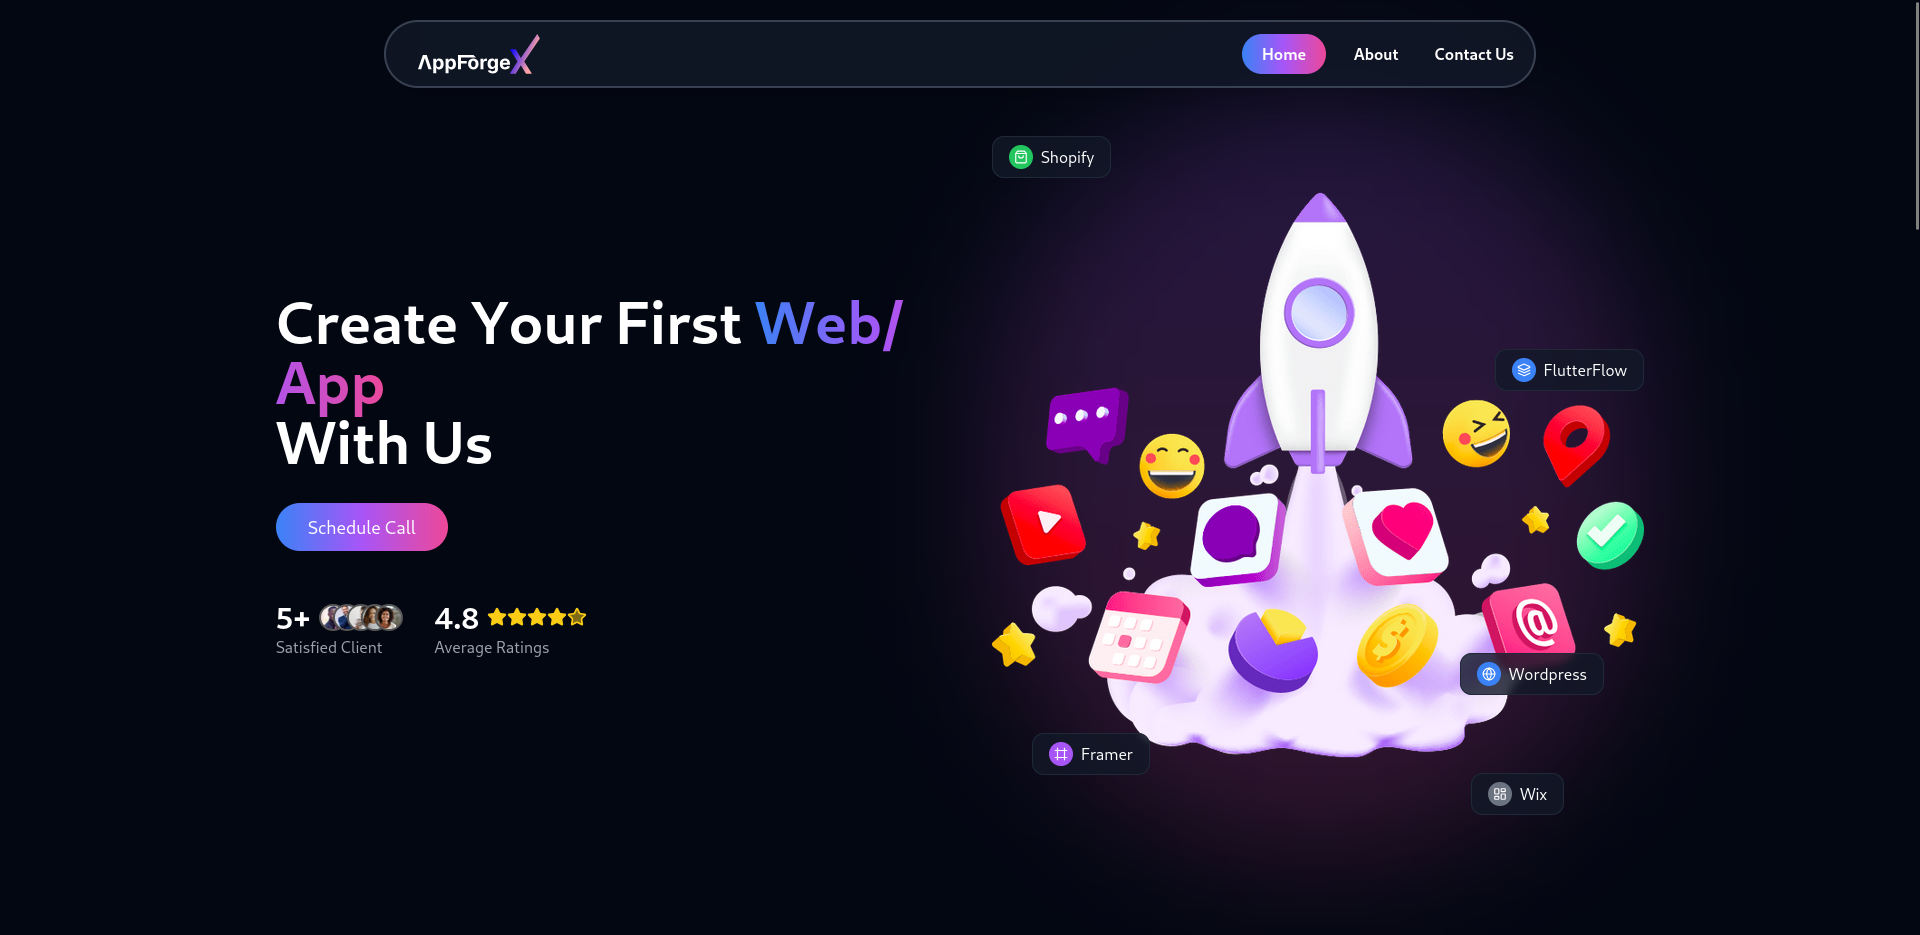 AppForgeX
Home
About
Contact Us
Shopify
Create Your First Web/
App
With Us
FlutterFlow
Schedule Call
5+
4.8
Satisfied Client
Average Ratings
@
$
Wordpress
Framer
Wix